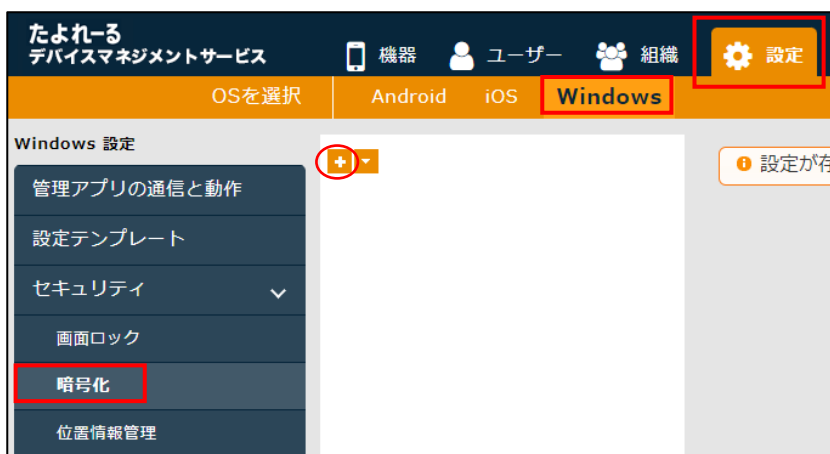 たよれーる
デバイスマネジメントサービス
機器 ユーザー 組織 設定
OSを選択 Android iOS Windows
Windows 設定
管理アプリの通信と動作
設定テンプレート
セキュリティ
画面ロック
暗号化
位置情報管理
設定が存